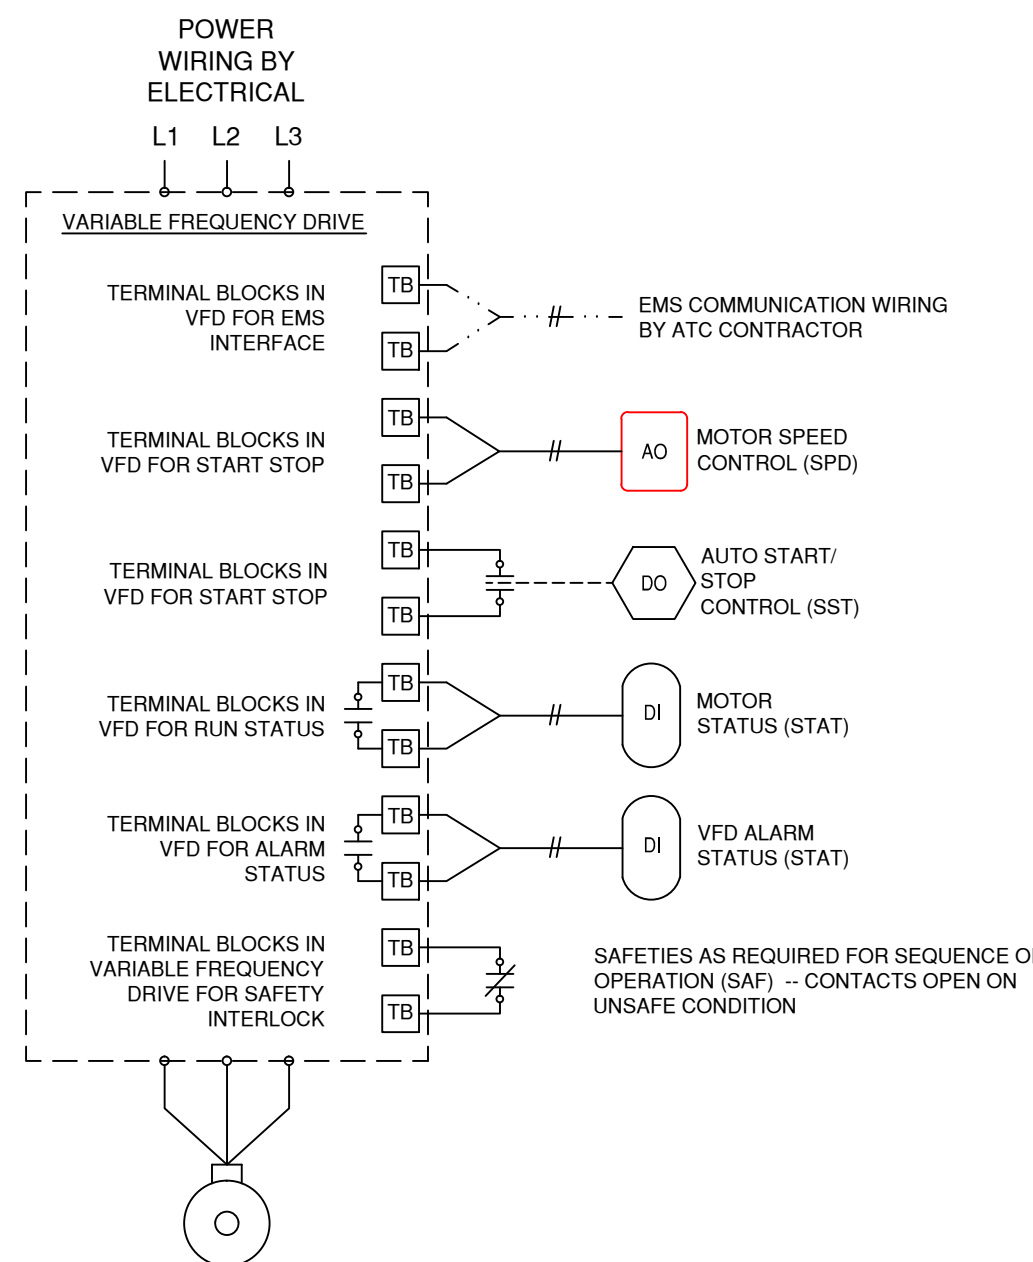 POWER
WIRING BY
ELECTRICAL
L1 L2 L3
VARIABLE FREQUENCY DRIVE
TERMINAL BLOCKS IN
VFD FOR EMS
INTERFACE
TB
TB
EMS COMMUNICATION WIRING
BY ATC CONTRACTOR
TERMINAL BLOCKS IN
VFD FOR START STOP
TB
TB
AO
MOTOR SPEED
CONTROL (SPD)
TERMINAL BLOCKS IN
VFD FOR START STOP
TB
TB
DO
AUTO START/
STOP
CONTROL (SST)
TERMINAL BLOCKS IN
VFD FOR RUN STATUS
TB
TB
DI
MOTOR
STATUS (STAT)
TERMINAL BLOCKS IN
VFD FOR ALARM
STATUS
TB
TB
DI
VFD ALARM
STATUS (STAT)
TERMINAL BLOCKS IN
VARIABLE FREQUENCY
DRIVE FOR SAFETY
INTERLOCK
TB
TB
SAFETIES AS REQUIRED FOR SEQUENCE
OPERATION (SAF) -- CONTACTS OPEN ON
UNSAFE CONDITION